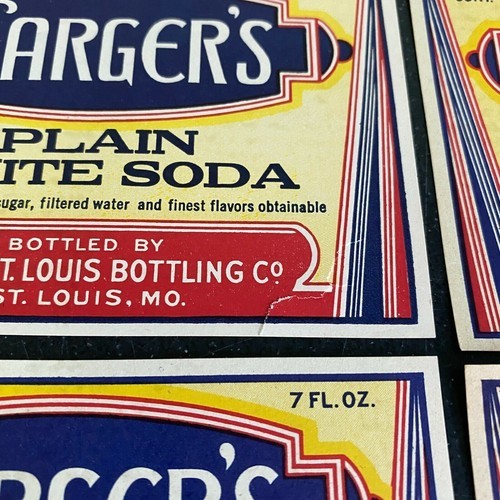 ARGER'S
PLAIN
ITE SODA
sugar, filtered water and finest flavors obtainable
BOTTLED BY
T. LOUIS BOTTLING Co
ST. LOUIS, MO.
7 FL. OZ.